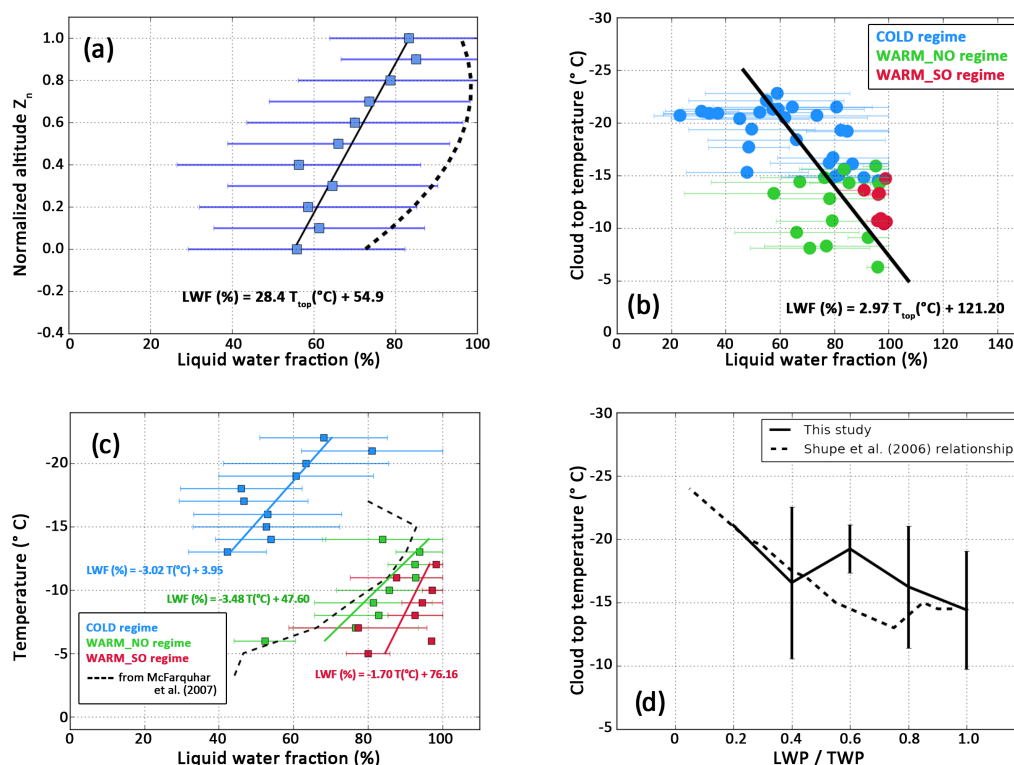 (a)
1.0
0.8
0.6
0.4
0.2
0.0
-0.2
-0.4
Normalized altitude Zn
LWF (%) = 28.4 Ttop(°C) + 54.9
0 20 40 60 80 100
Liquid water fraction (%)
-30
-25
-20
-15
-10
-5
0
Cloud top temperature (° C)
COLD regime
WARM_NO regime
WARM_SO regime
(b)
LWF (%) = 2.97 Ttop(°C) + 121.20
0 20 40 60 80 100 120 140
Liquid water fraction (%)
(c)
-20
-15
-10
-5
0
Temperature (° C)
LWF (%) = -3.02 T(°C) + 3.95
LWF (%) = -3.48 T(°C) + 47.60
COLD regime
WARM_NO regime
WARM_SO regime
from McFarquhar
et al. (2007)
LWF (%) = -1.70 T(°C) + 76.16
0 20 40 60 80 100
Liquid water fraction (%)
-30
-25
-20
-15
-10
-5
Cloud top temperature (° C)
This study
Shupe et al. (2006) relationship
(d)
0 0.2 0.4 0.6 0.8 1.0
LWP / TWP